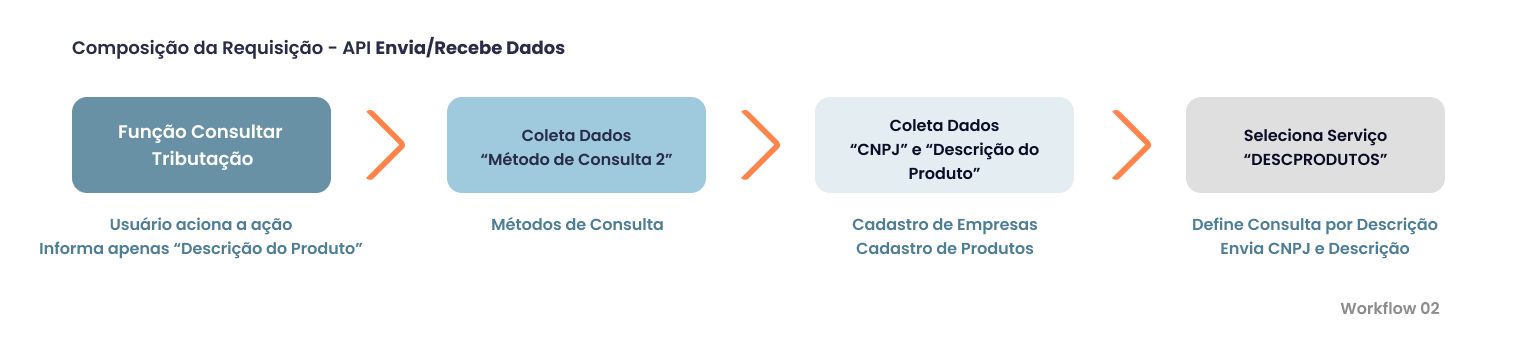 Composição da Requisição - API Envia/Recebe Dados
Função Consultar
Tributação
Usuário aciona a ação
Informa apenas “Descrição do Produto”
Coleta Dados
“Método de Consulta 2”
Métodos de Consulta
Coleta Dados
“CNPJ” e “Descrição do
Produto”
Cadastro de Empresas
Cadastro de Produtos
Seleciona Serviço
“DESCPRODUTOS”
Define Consulta por Descrição
Envia CNPJ e Descrição
Workflow 02